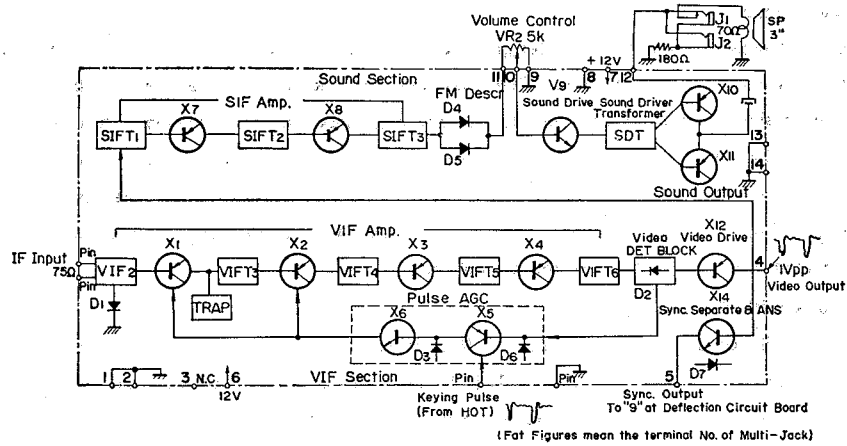 Volume Control
VR2 5k
J1
70Ω
J2
180Ω
SP
3"
11 10 9
V9
8
+12V
7 12
Sound Section
SIF Amp.
FM Descr
D4
D5
X7
X8
SIFT1
SIFT2
SIFT3
Sound Drive
Sound Driver
Transformer
SDT
X10
X11
Sound Output
13
14
IF Input
75Ω
Pin
Pin
VIF Amp.
X1
X2
X3
X4
VIF2
VIFT3
VIFT4
VIFT5
VIFT6
TRAP
D1
Video
DET BLOCK
D2
X12
Video Drive
4
1Vpp
Video Output
X14
Sync. Separate & ANS
D7
Pulse AGC
X6
X5
D3
D6
1
2
3 N.C.
6
12V
VIF Section
Pin
Pin
5
Keying Pulse
(From HOT)
Sync. Output
To "9" at Deflection Circuit Board
(Fat Figures mean the terminal No. of Multi-Jack)